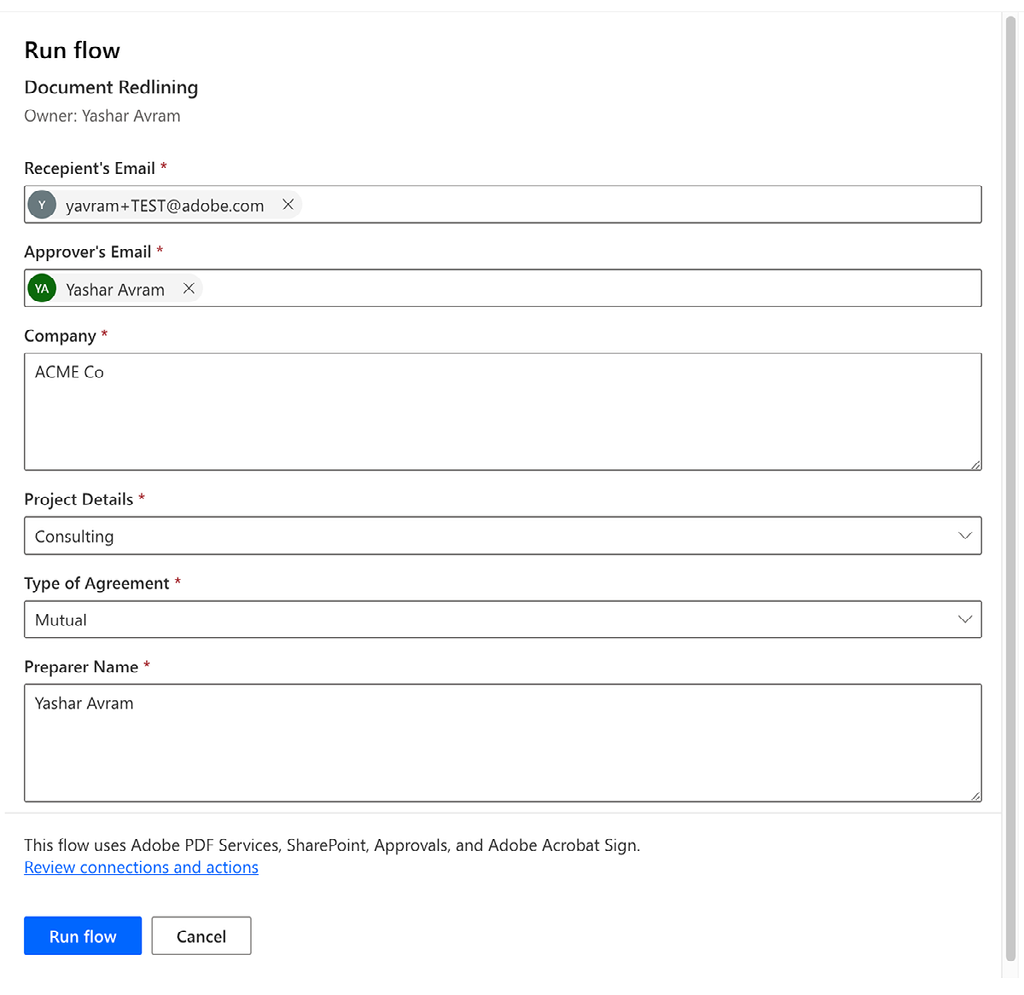 Run flow
Document Redlining
Owner: Yashar Avram
Recepient's Email *
Y yavram+TEST@adobe.com
Approver's Email *
YA Yashar Avram
Company *
ACME Co
Project Details *
Consulting
Type of Agreement *
Mutual
Preparer Name *
Yashar Avram
This flow uses Adobe PDF Services, SharePoint, Approvals, and Adobe Acrobat Sign.
Review connections and actions
Run flow Cancel